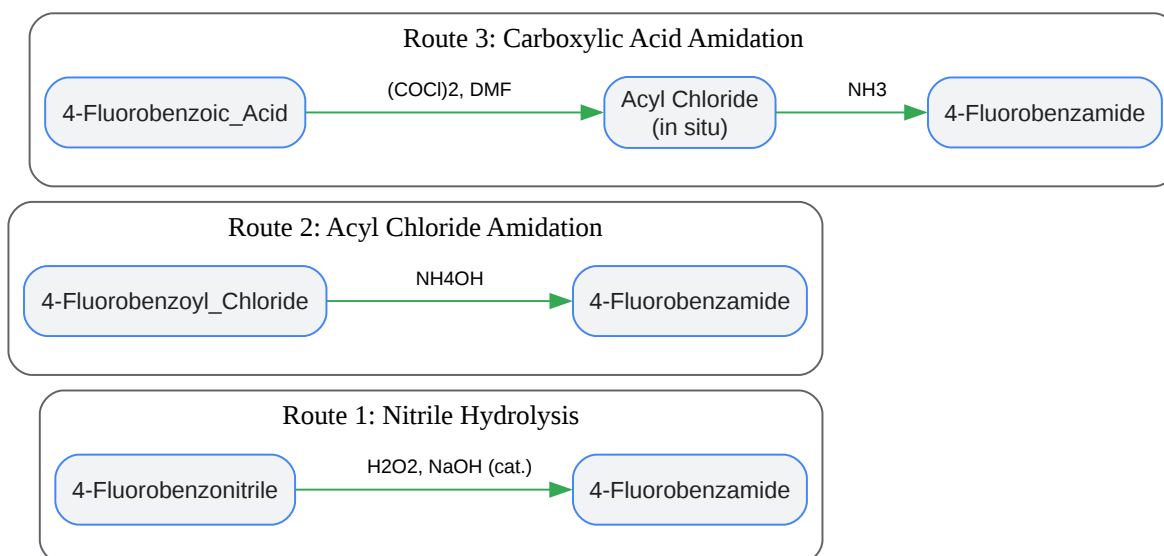 Route 3: Carboxylic Acid Amidation
4-Fluorobenzoic_Acid
(COCl)2, DMF
Acyl Chloride
(in situ)
NH3
4-Fluorobenzamide
Route 2: Acyl Chloride Amidation
4-Fluorobenzoyl_Chloride
NH4OH
4-Fluorobenzamide
Route 1: Nitrile Hydrolysis
4-Fluorobenzonitrile
H2O2, NaOH (cat.)
4-Fluorobenzamide